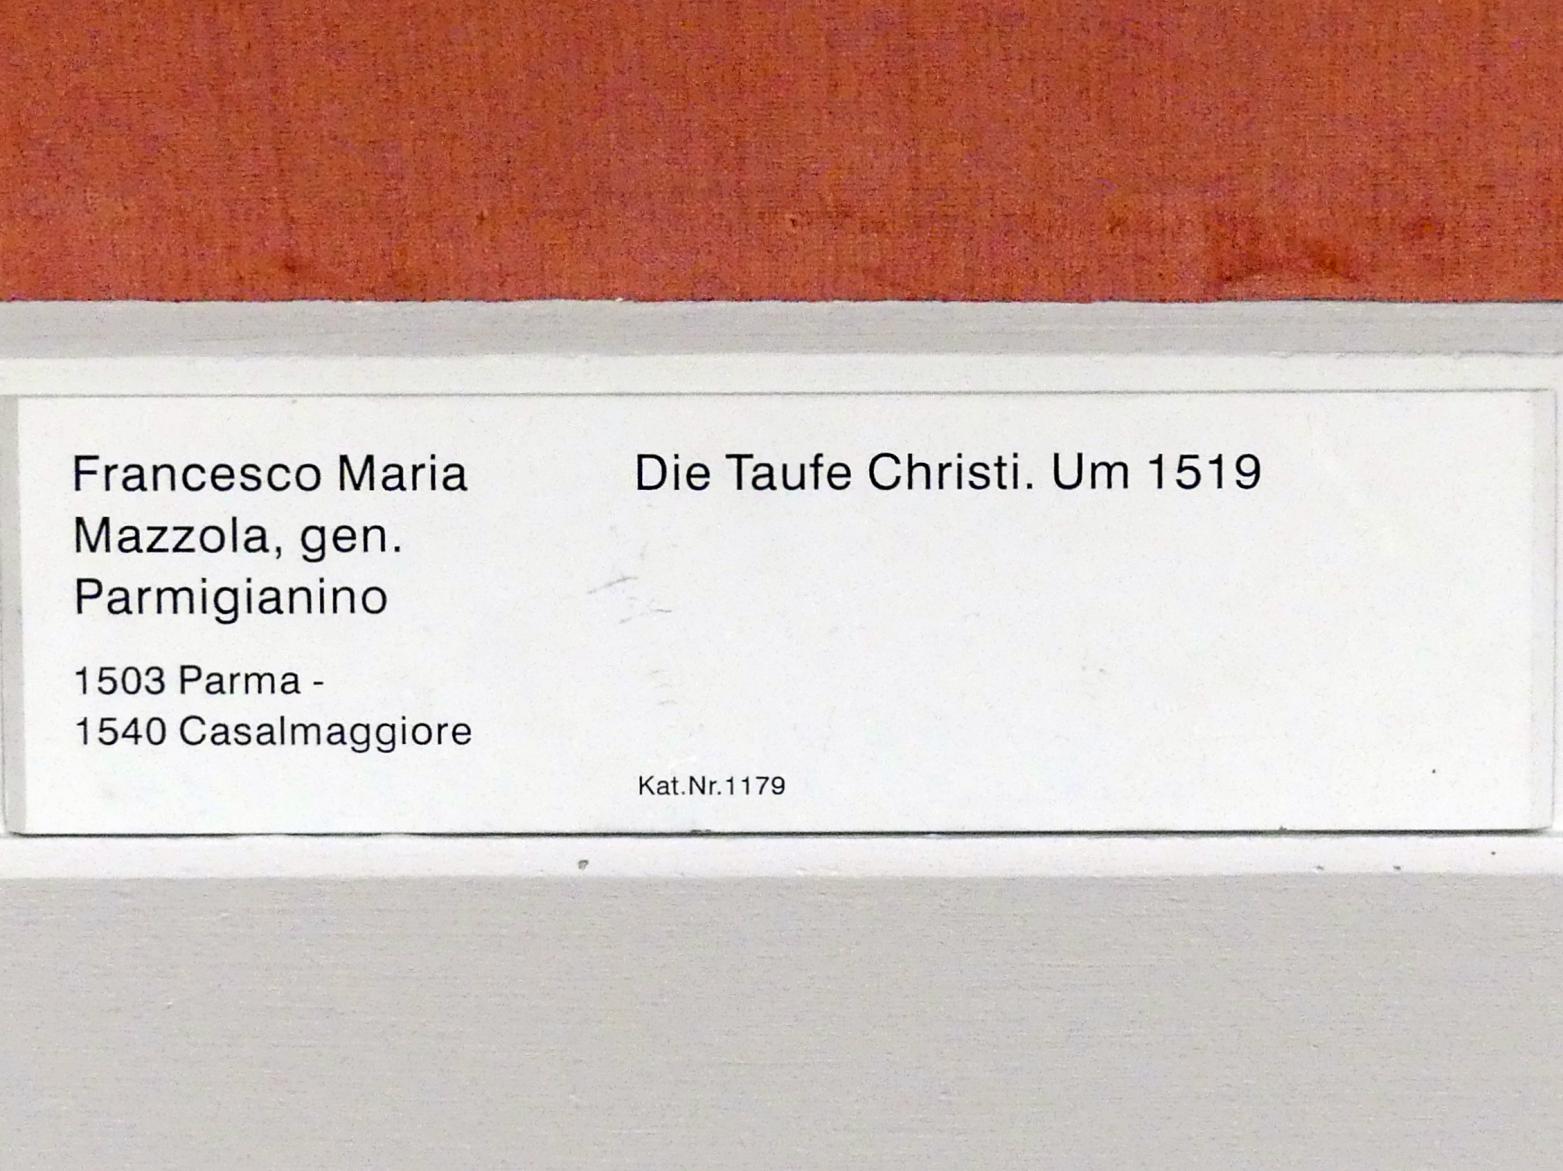 Francesco Maria
Mazzola, gen.
Parmigianino
1503 Parma -
1540 Casalmaggiore
Die Taufe Christi. Um 1519
Kat.Nr.1179